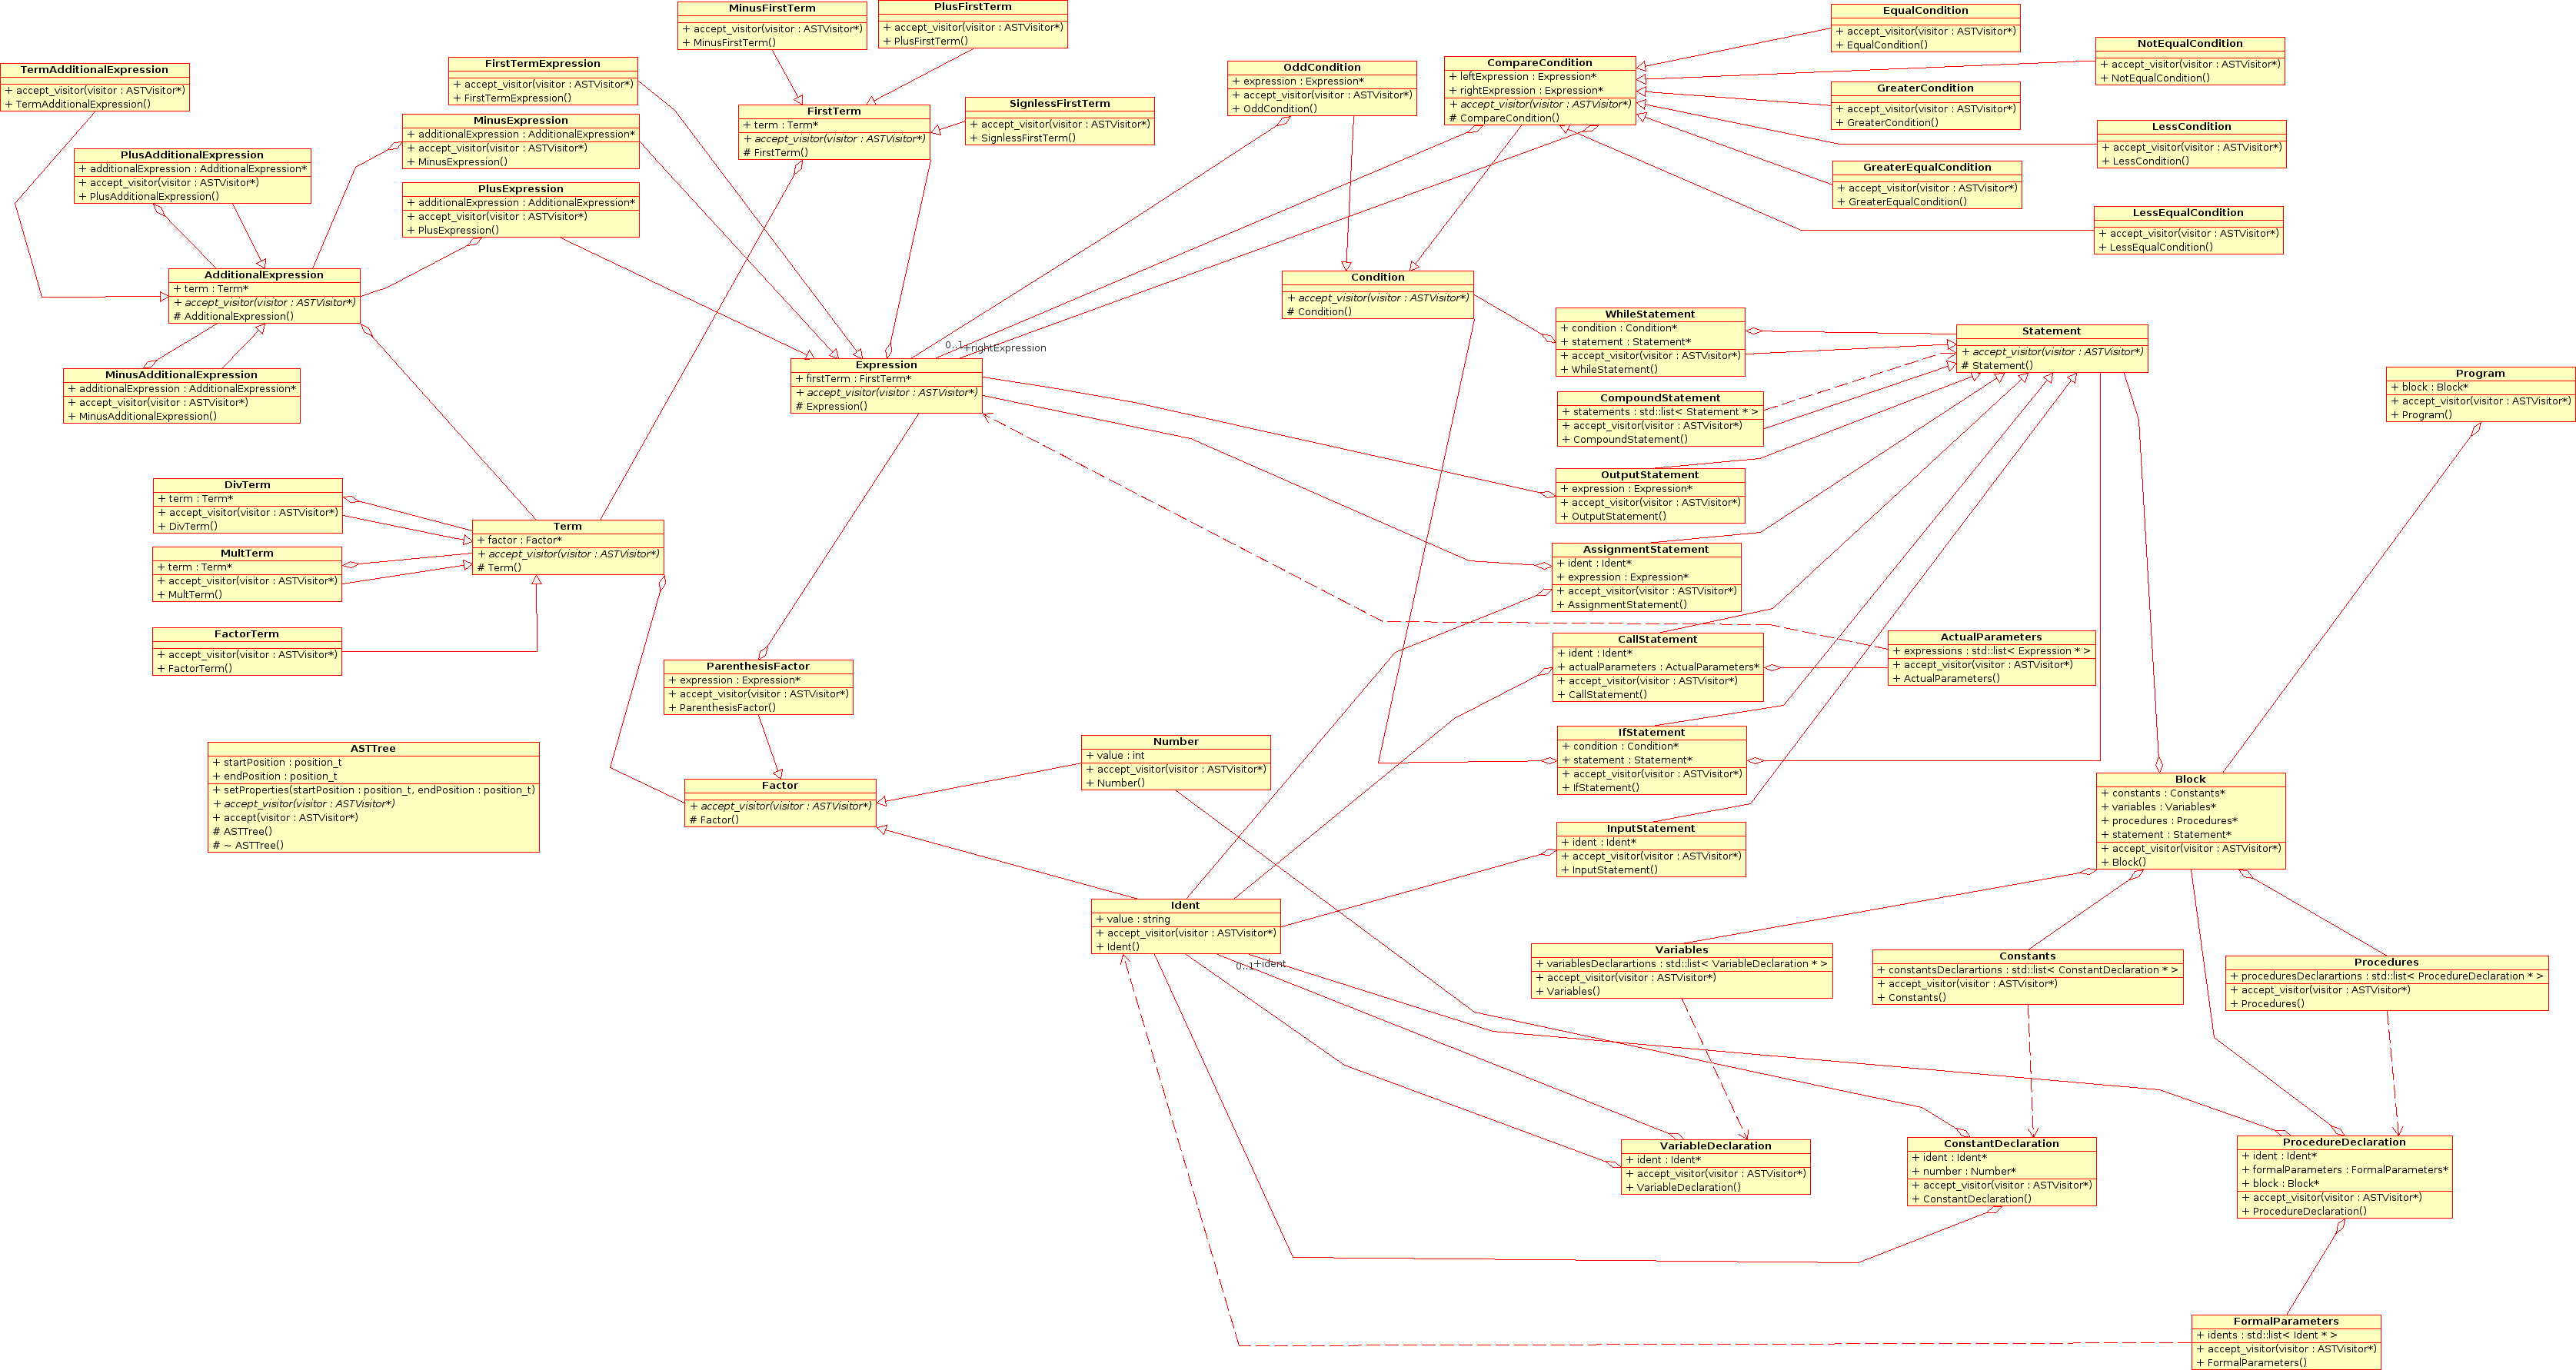 MinusFirstTerm
+ accept_visitor(visitor : ASTVisitor*)
+ MinusFirstTerm()
PlusFirstTerm
+ accept_visitor(visitor : ASTVisitor*)
+ PlusFirstTerm()
EqualCondition
+ accept_visitor(visitor : ASTVisitor*)
+ EqualCondition()
NotEqualCondition
+ accept_visitor(visitor : ASTVisitor*)
+ NotEqualCondition()
TermAdditionalExpression
+ accept_visitor(visitor : ASTVisitor*)
+ TermAdditionalExpression()
FirstTermExpression
+ accept_visitor(visitor : ASTVisitor*)
+ FirstTermExpression()
OddCondition
+ expression : Expression*
+ accept_visitor(visitor : ASTVisitor*)
+ OddCondition()
CompareCondition
+ leftExpression : Expression*
+ rightExpression : Expression*
+ accept_visitor(visitor : ASTVisitor*)
# CompareCondition()
GreaterCondition
+ accept_visitor(visitor : ASTVisitor*)
+ GreaterCondition()
FirstTerm
+ term : Term*
+ accept_visitor(visitor : ASTVisitor*)
# FirstTerm()
SignlessFirstTerm
+ accept_visitor(visitor : ASTVisitor*)
+ SignlessFirstTerm()
LessCondition
+ accept_visitor(visitor : ASTVisitor*)
+ LessCondition()
MinusExpression
+ additionalExpression : AdditionalExpression*
+ accept_visitor(visitor : ASTVisitor*)
+ MinusExpression()
PlusAdditionalExpression
+ additionalExpression : AdditionalExpression*
+ accept_visitor(visitor : ASTVisitor*)
+ PlusAdditionalExpression()
GreaterEqualCondition
+ accept_visitor(visitor : ASTVisitor*)
+ GreaterEqualCondition()
PlusExpression
+ additionalExpression : AdditionalExpression*
+ accept_visitor(visitor : ASTVisitor*)
+ PlusExpression()
LessEqualCondition
+ accept_visitor(visitor : ASTVisitor*)
+ LessEqualCondition()
AdditionalExpression
+ term : Term*
+ accept_visitor(visitor : ASTVisitor*)
# AdditionalExpression()
Condition
+ accept_visitor(visitor : ASTVisitor*)
# Condition()
WhileStatement
+ condition : Condition*
+ statement : Statement*
+ accept_visitor(visitor : ASTVisitor*)
+ WhileStatement()
Statement
+ accept_visitor(visitor : ASTVisitor*)
# Statement()
0..1
+rightExpression
Expression
+ firstTerm : FirstTerm*
+ accept_visitor(visitor : ASTVisitor*)
# Expression()
MinusAdditionalExpression
+ additionalExpression : AdditionalExpression*
+ accept_visitor(visitor : ASTVisitor*)
+ MinusAdditionalExpression()
Program
+ block : Block*
+ accept_visitor(visitor : ASTVisitor*)
+ Program()
CompoundStatement
+ statements : std::list< Statement * >
+ accept_visitor(visitor : ASTVisitor*)
+ CompoundStatement()
OutputStatement
+ expression : Expression*
+ accept_visitor(visitor : ASTVisitor*)
+ OutputStatement()
DivTerm
+ term : Term*
+ accept_visitor(visitor : ASTVisitor*)
+ DivTerm()
Term
+ factor : Factor*
+ accept_visitor(visitor : ASTVisitor*)
# Term()
MultTerm
+ term : Term*
+ accept_visitor(visitor : ASTVisitor*)
+ MultTerm()
AssignmentStatement
+ ident : Ident*
+ expression : Expression*
+ accept_visitor(visitor : ASTVisitor*)
+ AssignmentStatement()
FactorTerm
+ accept_visitor(visitor : ASTVisitor*)
+ FactorTerm()
CallStatement
+ ident : Ident*
+ actualParameters : ActualParameters*
+ accept_visitor(visitor : ASTVisitor*)
+ CallStatement()
ActualParameters
+ expressions : std::list< Expression * >
+ accept_visitor(visitor : ASTVisitor*)
+ ActualParameters()
ParenthesisFactor
+ expression : Expression*
+ accept_visitor(visitor : ASTVisitor*)
+ ParenthesisFactor()
IfStatement
+ condition : Condition*
+ statement : Statement*
+ accept_visitor(visitor : ASTVisitor*)
+ IfStatement()
Number
+ value : int
+ accept_visitor(visitor : ASTVisitor*)
+ Number()
ASTTree
+ startPosition : position_t
+ endPosition : position_t
+ setProperties(startPosition : position_t, endPosition : position_t)
+ accept_visitor(visitor : ASTVisitor*)
+ accept(visitor : ASTVisitor*)
# ASTTree()
# ~ ASTTree()
Factor
+ accept_visitor(visitor : ASTVisitor*)
# Factor()
Block
+ constants : Constants*
+ variables : Variables*
+ procedures : Procedures*
+ statement : Statement*
+ accept_visitor(visitor : ASTVisitor*)
+ Block()
InputStatement
+ ident : Ident*
+ accept_visitor(visitor : ASTVisitor*)
+ InputStatement()
Ident
+ value : string
+ accept_visitor(visitor : ASTVisitor*)
+ Ident()
0..1
+ident
Variables
+ variablesDeclarartions : std::list< VariableDeclaration * >
+ accept_visitor(visitor : ASTVisitor*)
+ Variables()
Constants
+ constantsDeclarartions : std::list< ConstantDeclaration * >
+ accept_visitor(visitor : ASTVisitor*)
+ Constants()
Procedures
+ proceduresDeclarartions : std::list< ProcedureDeclaration * >
+ accept_visitor(visitor : ASTVisitor*)
+ Procedures()
VariableDeclaration
+ ident : Ident*
+ accept_visitor(visitor : ASTVisitor*)
+ VariableDeclaration()
ConstantDeclaration
+ ident : Ident*
+ number : Number*
+ accept_visitor(visitor : ASTVisitor*)
+ ConstantDeclaration()
ProcedureDeclaration
+ ident : Ident*
+ formalParameters : FormalParameters*
+ block : Block*
+ accept_visitor(visitor : ASTVisitor*)
+ ProcedureDeclaration()
FormalParameters
+ idents : std::list< Ident * >
+ accept_visitor(visitor : ASTVisitor*)
+ FormalParameters()